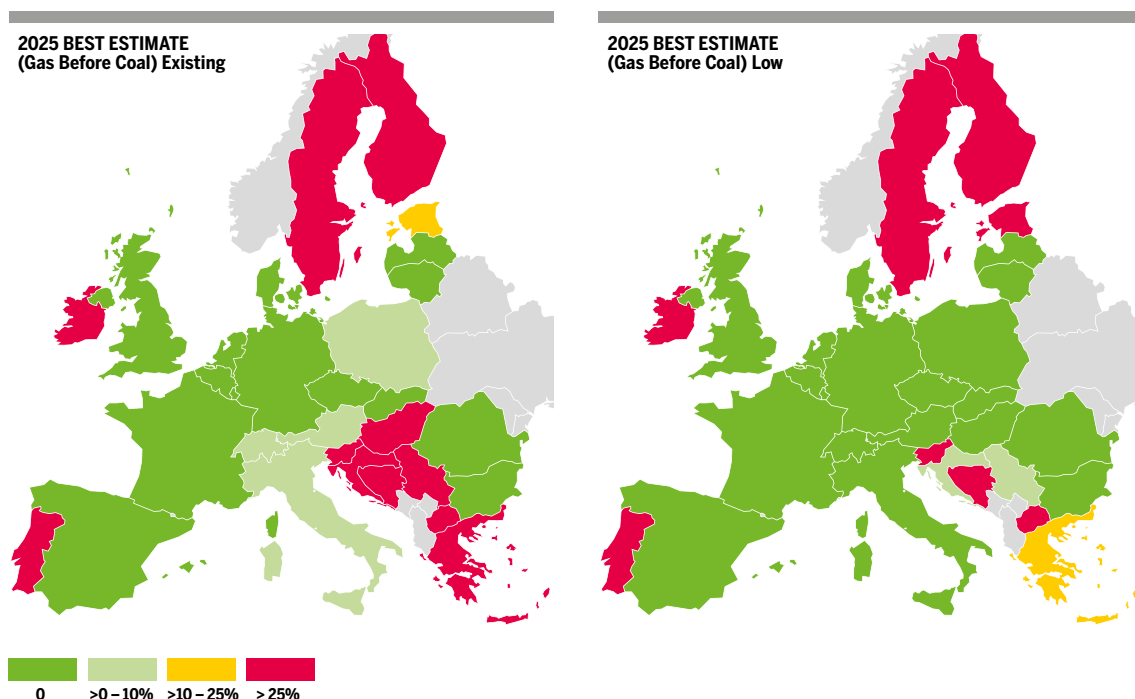 2025 BEST ESTIMATE
(Gas Before Coal) Existing
2025 BEST ESTIMATE
(Gas Before Coal) Low
0
>0 – 10%
>10 – 25%
> 25%